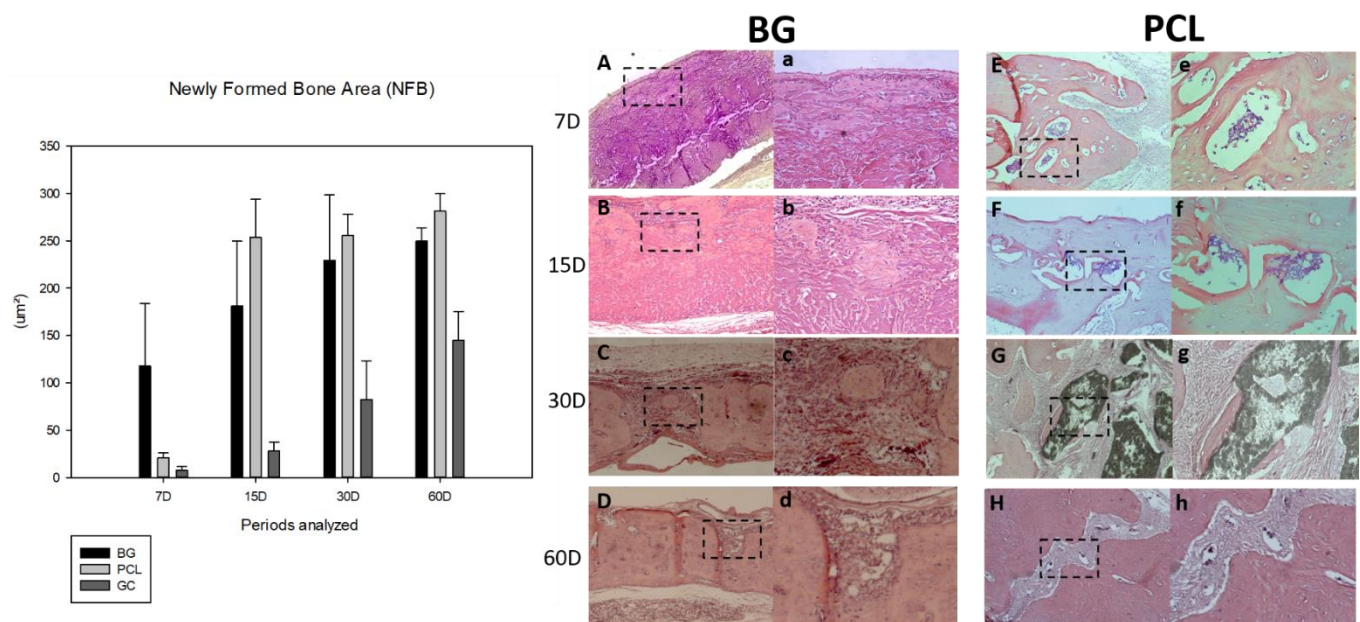 Newly Formed Bone Area (NFB)
(um²)
350
300
250
200
150
100
50
0
7D 15D 30D 60D
Periods analyzed
BG
PCL
GC
BG PCL
7D
A a E e
15D
B b F f
30D
C c G g
60D
D d H h